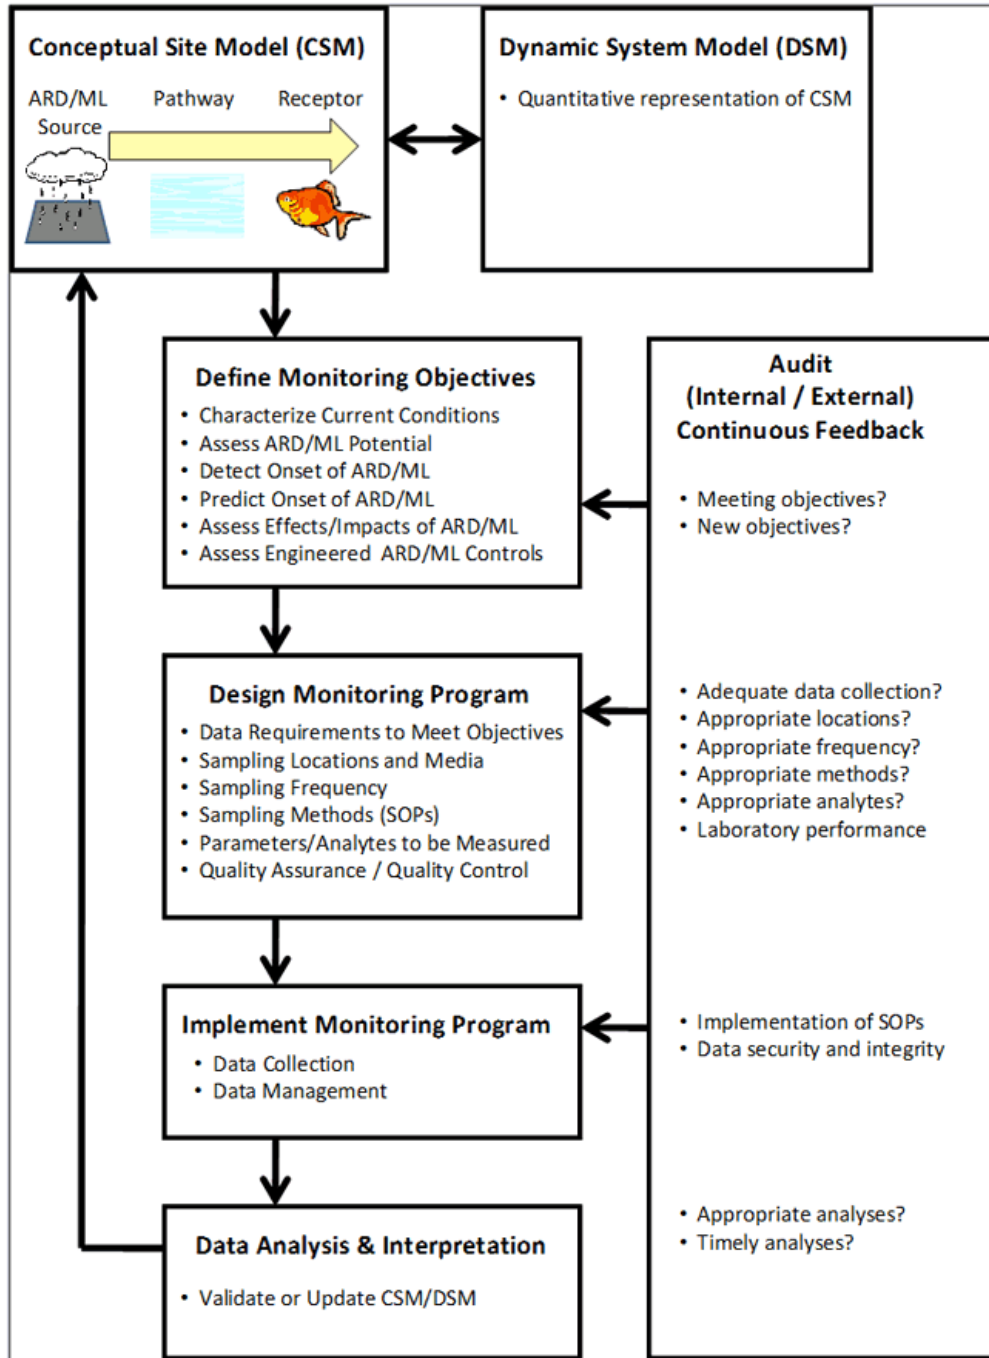 Conceptual Site Model (CSM)
ARD/ML
Source
Pathway
Receptor
Dynamic System Model (DSM)
• Quantitative representation of CSM
Define Monitoring Objectives
• Characterize Current Conditions
• Assess ARD/ML Potential
• Detect Onset of ARD/ML
• Predict Onset of ARD/ML
• Assess Effects/Impacts of ARD/ML
• Assess Engineered ARD/ML Controls
Design Monitoring Program
• Data Requirements to Meet Objectives
• Sampling Locations and Media
• Sampling Frequency
• Sampling Methods (SOPs)
• Parameters/Analytes to be Measured
• Quality Assurance / Quality Control
Implement Monitoring Program
• Data Collection
• Data Management
Data Analysis & Interpretation
• Validate or Update CSM/DSM
Audit
(Internal / External)
Continuous Feedback
• Meeting objectives?
• New objectives?
• Adequate data collection?
• Appropriate locations?
• Appropriate frequency?
• Appropriate methods?
• Appropriate analytes?
• Laboratory performance
• Implementation of SOPs
• Data security and integrity
• Appropriate analyses?
• Timely analyses?